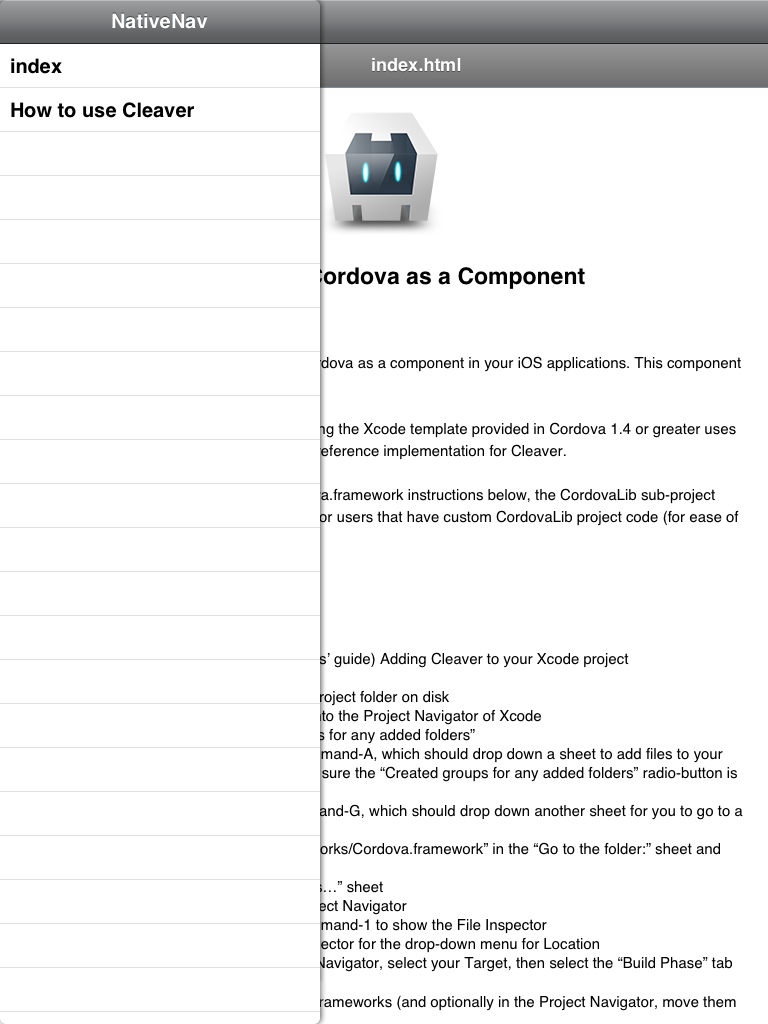 NativeNav
index
How to use Cleaver
index.html
Cordova as a Component
dova as a component in your iOS applications. This component
ng the Xcode template provided in Cordova 1.4 or greater uses
eference implementation for Cleaver.
a.framework instructions below, the CordovaLib sub-project
or users that have custom CordovaLib project code (for ease of
s’ guide) Adding Cleaver to your Xcode project
roject folder on disk
nto the Project Navigator of Xcode
s for any added folders”
mand-A, which should drop down a sheet to add files to your
sure the “Created groups for any added folders” radio-button is
and-G, which should drop down another sheet for you to go to a
orks/Cordova.framework” in the “Go to the folder:” sheet and
s…” sheet
ect Navigator
mand-1 to show the File Inspector
ector for the drop-down menu for Location
Navigator, select your Target, then select the “Build Phase” tab
rameworks (and optionally in the Project Navigator, move them